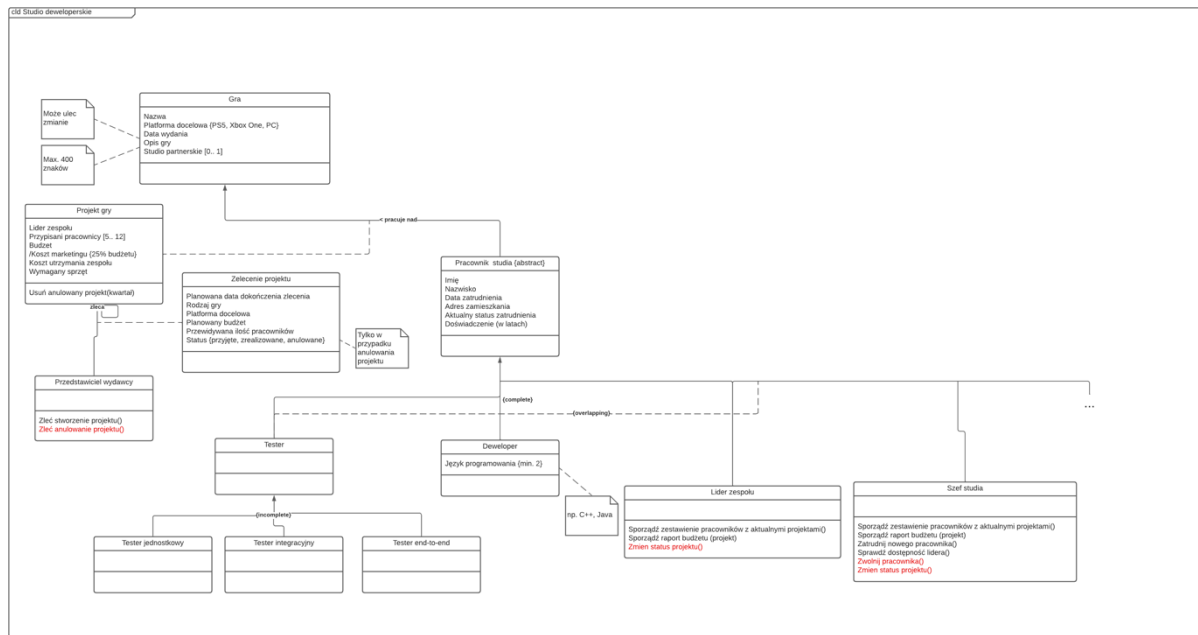 cld Studio deweloperskie
Może ulec
zmianie
Max. 400
znaków
Gra
Nazwa
Platforma docelowa {PS5, Xbox One, PC}
Data wydania
Opis gry
Studio partnerskie [0.. 1]
< pracuje nad
Projekt gry
Lider zespołu
Przypisani pracownicy [5.. 12]
Budżet
/Koszt marketingu {25% budżetu}
Koszt utrzymania zespołu
Wymagany sprzęt
Usuń anulowany projekt(kwartał)
zleca
Zelecenie projektu
Planowana data dokończenia zlecenia
Rodzaj gry
Platforma docelowa
Planowany budżet
Przewidywana ilość pracowników
Status {przyjęte, zrealizowane, anulowane}
Tylko w
przypadku
anulowania
projektu
Pracownik studia {abstract}
Imię
Nazwisko
Data zatrudnienia
Adres zamieszkania
Aktualny status zatrudnienia
Doświadczenie (w latach)
Przedstawiciel wydawcy
Zleć stworzenie projektu()
Zleć anulowanie projektu()
{complete}
{overlapping}
...
Tester
Deweloper
Język programowania {min. 2}
np. C++, Java
Lider zespołu
Sporządź zestawienie pracowników z aktualnymi projektami()
Sporządź raport budżetu (projekt)
Zmien status projektu()
Szef studia
Sporządź zestawienie pracowników z aktualnymi projektami()
Sporządź raport budżetu (projekt)
Zatrudnij nowego pracownika()
Sprawdź dostępność lidera()
Zwolnij pracownika()
Zmien status projektu()
{incomplete}
Tester jednostkowy
Tester integracyjny
Tester end-to-end